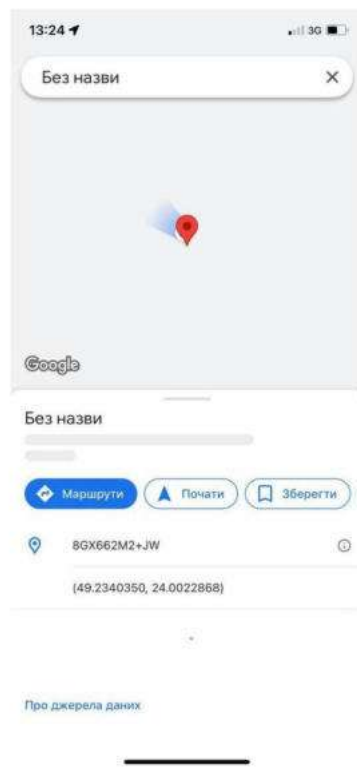 13:24
3G
Без назви
Google
Без назви
Маршрути
Почати
Зберегти
8GX662M2+JW
(49.2340350, 24.0022868)
Про джерела даних